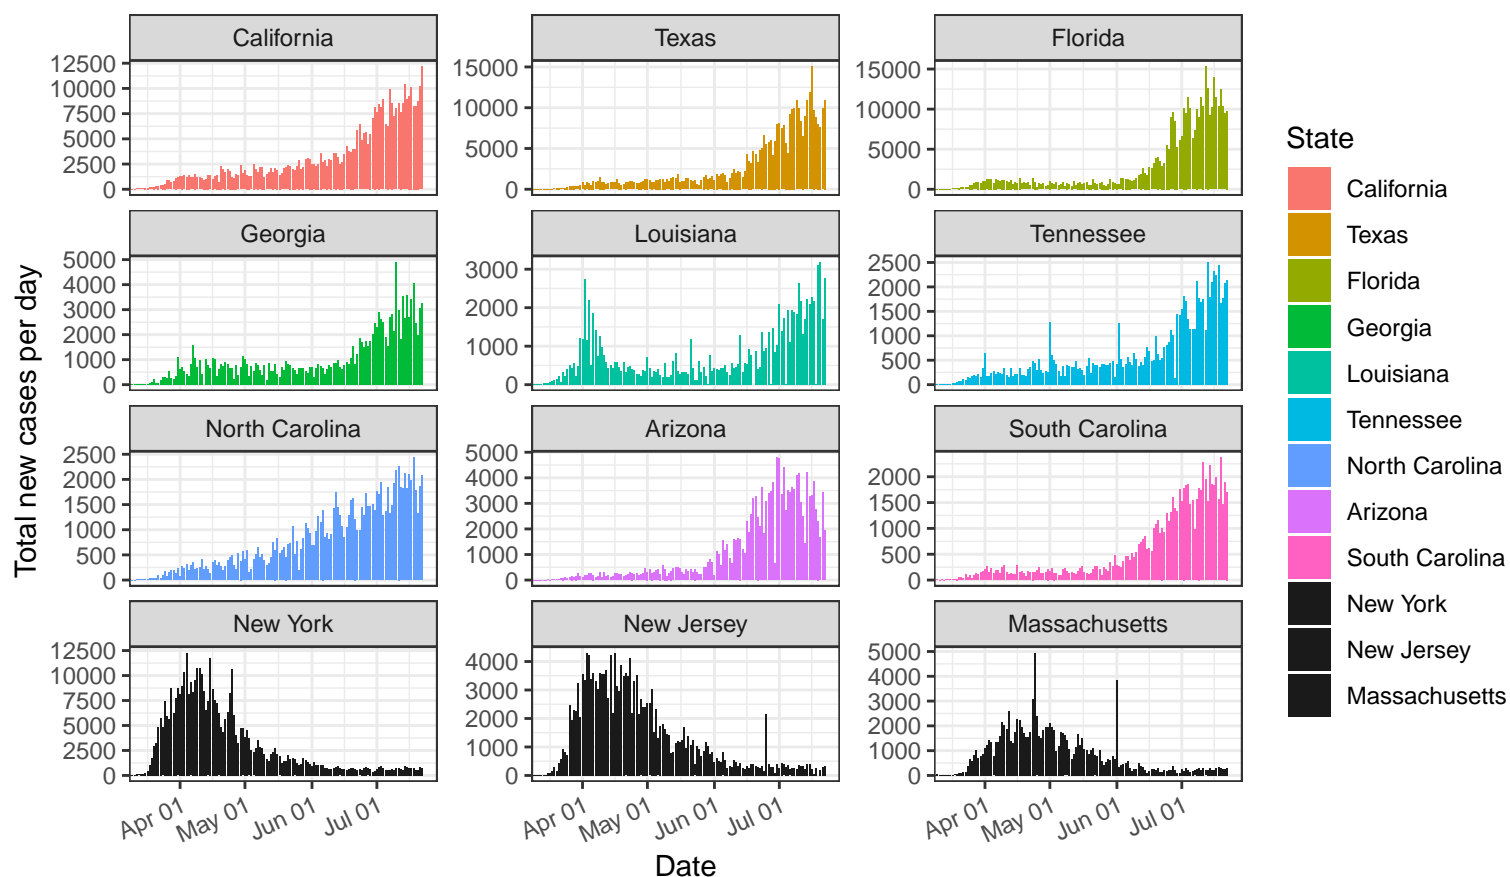 California
Texas
Florida
12500
10000
7500
5000
2500
0
15000
10000
5000
0
15000
10000
5000
0
Georgia
Louisiana
Tennessee
5000
4000
3000
2000
1000
0
3000
2000
1000
0
2500
2000
1500
1000
500
0
North Carolina
Arizona
South Carolina
2500
2000
1500
1000
500
0
5000
4000
3000
2000
1000
0
2000
1500
1000
500
0
New York
New Jersey
Massachusetts
12500
10000
7500
5000
2500
0
4000
3000
2000
1000
0
5000
4000
3000
2000
1000
0
Apr 01
May 01
Jun 01
Jul 01
Apr 01
May 01
Jun 01
Jul 01
Apr 01
May 01
Jun 01
Jul 01
Date
Total new cases per day
State
California
Texas
Florida
Georgia
Louisiana
Tennessee
North Carolina
Arizona
South Carolina
New York
New Jersey
Massachusetts